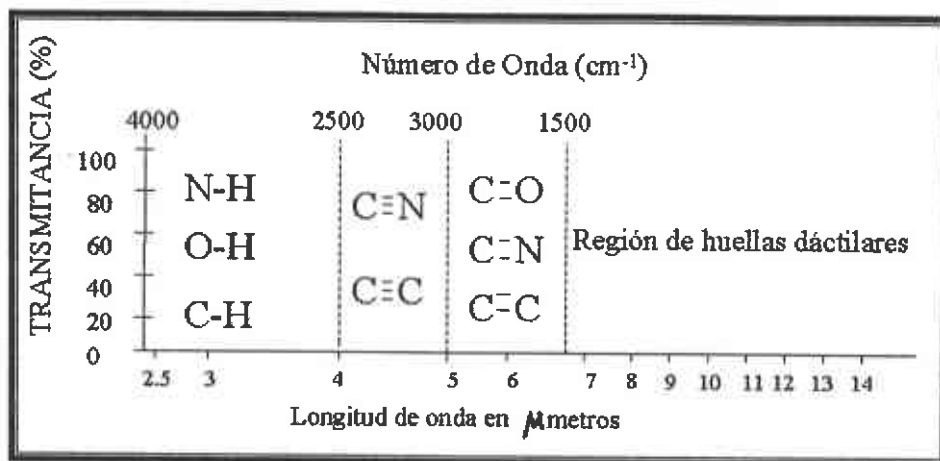 Número de Onda (cm-1)
4000 2500 3000 1500
TRANSMITANCIA (%)
100
80
60
40
20
0
N-H
O-H
C-H
C≡N
C≡C
C=O
C=N
C=C
Región de huellas dáctilares
2.5 3 4 5 6 7 8 9 10 11 12 13 14
Longitud de onda en μmetros